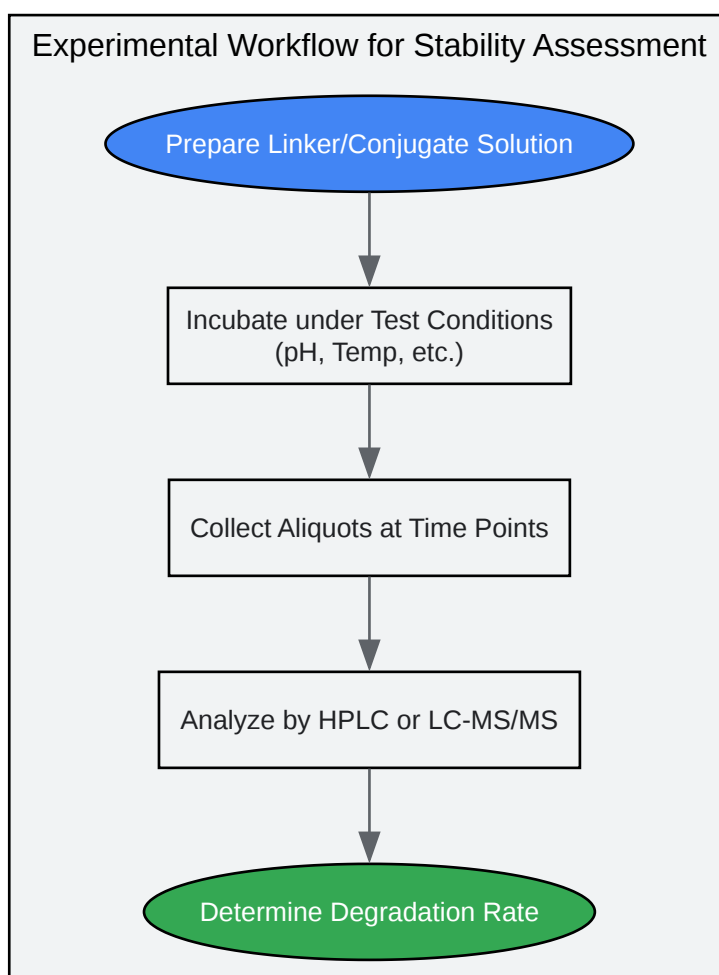 Experimental Workflow for Stability Assessment
Prepare Linker/Conjugate Solution
Incubate under Test Conditions
(pH, Temp, etc.)
Collect Aliquots at Time Points
Analyze by HPLC or LC-MS/MS
Determine Degradation Rate